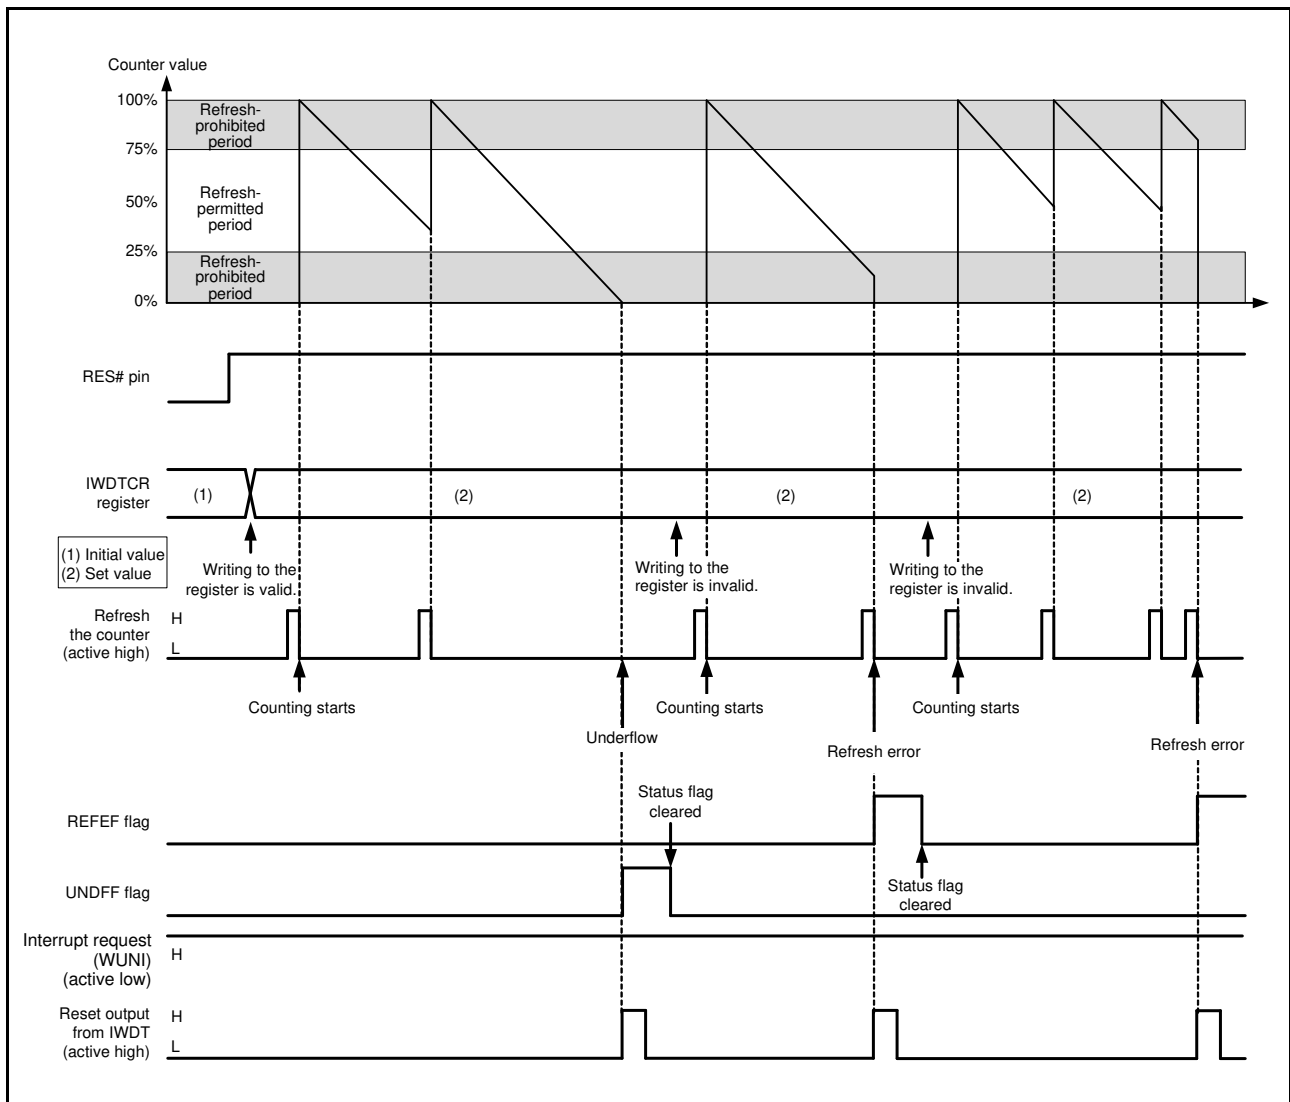 Counter value
100%
Refresh-
prohibited
period
75%
Refresh-
permitted
period
50%
25%
Refresh-
prohibited
period
0%
RES# pin
IWDTCR
register
(1)
(2)
(2)
(2)
(1) Initial value
(2) Set value
Writing to the
register is valid.
Writing to the
register is invalid.
Writing to the
register is invalid.
Refresh
the counter
(active high)
H
L
Counting starts
Counting starts
Counting starts
Underflow
Refresh error
Refresh error
Status flag
cleared
REFEF flag
Status flag
cleared
UNDFF flag
Interrupt request
(WUNI)
(active low)
H
Reset output
from IWDT
(active high)
H
L